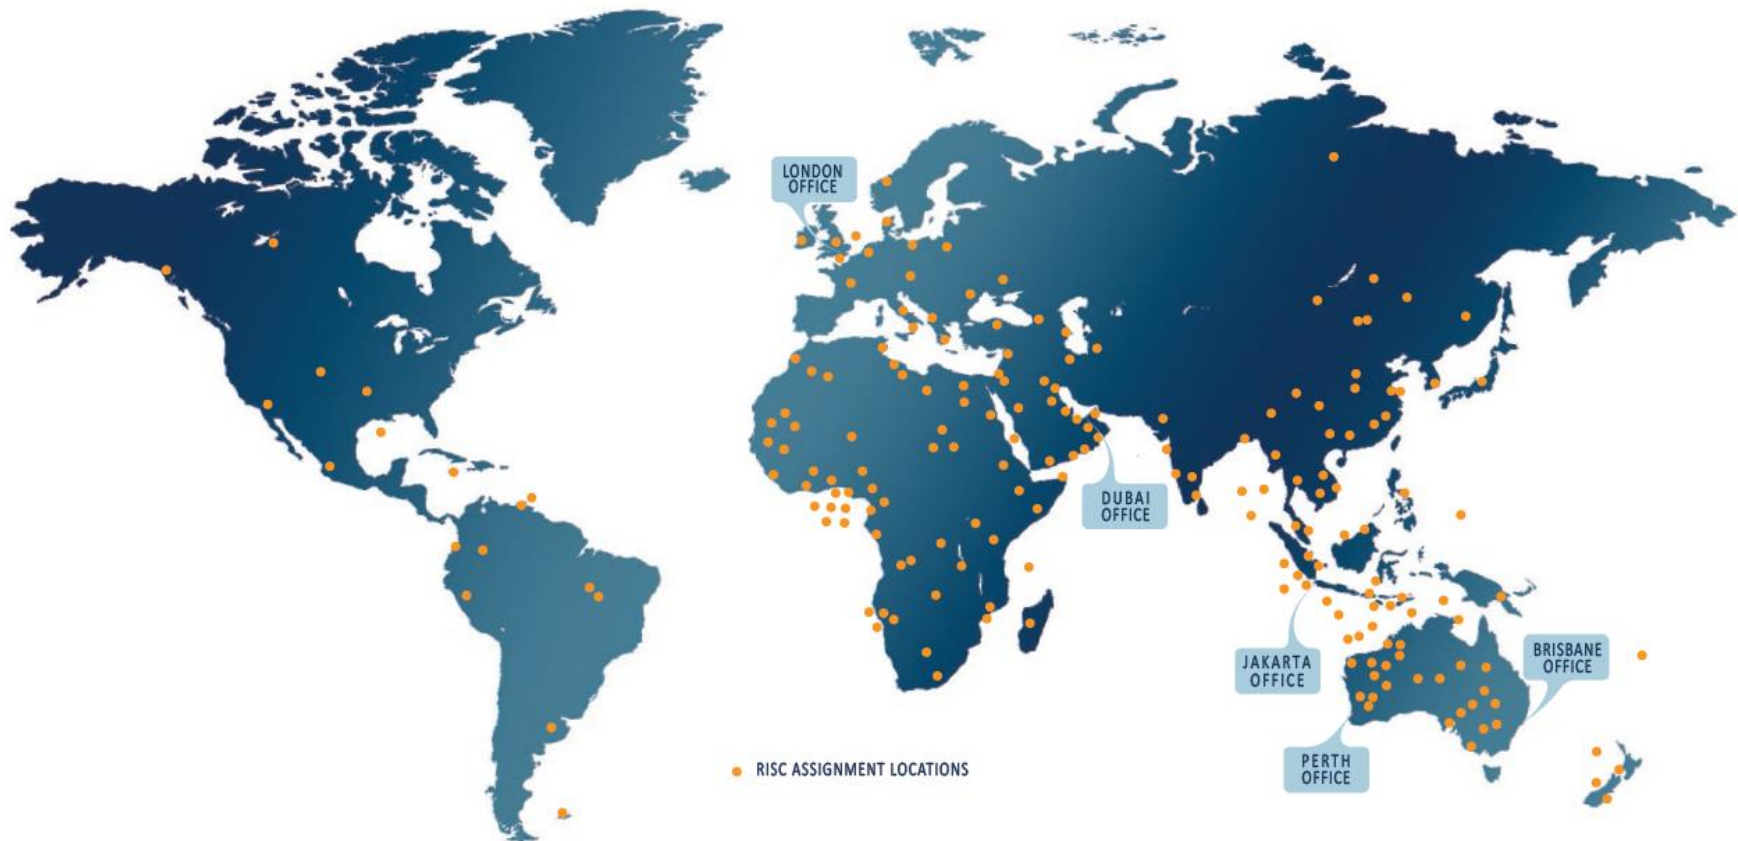 LONDON
OFFICE
DUBAI
OFFICE
JAKARTA
OFFICE
BRISBANE
OFFICE
PERTH
OFFICE
RISC ASSIGNMENT LOCATIONS